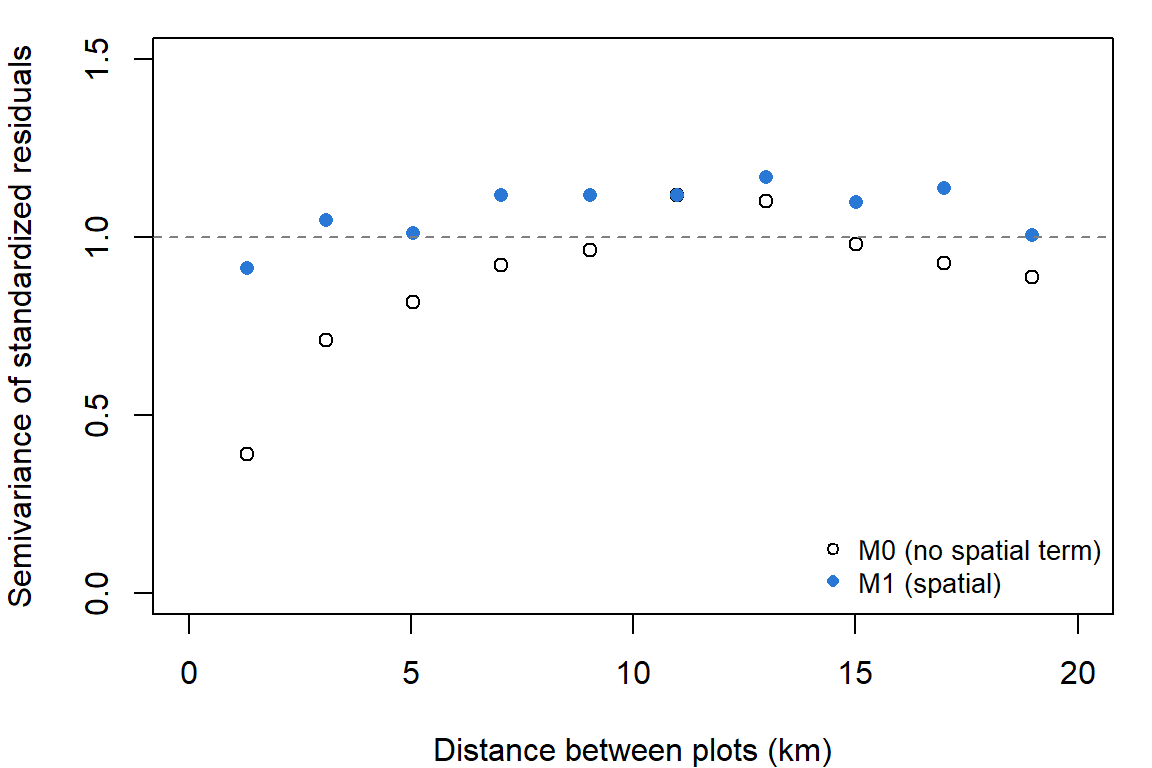 Semivariance of standardized residuals
1.5
1.0
0.5
0.0
M0 (no spatial term)
M1 (spatial)
0 5 10 15 20
Distance between plots (km)